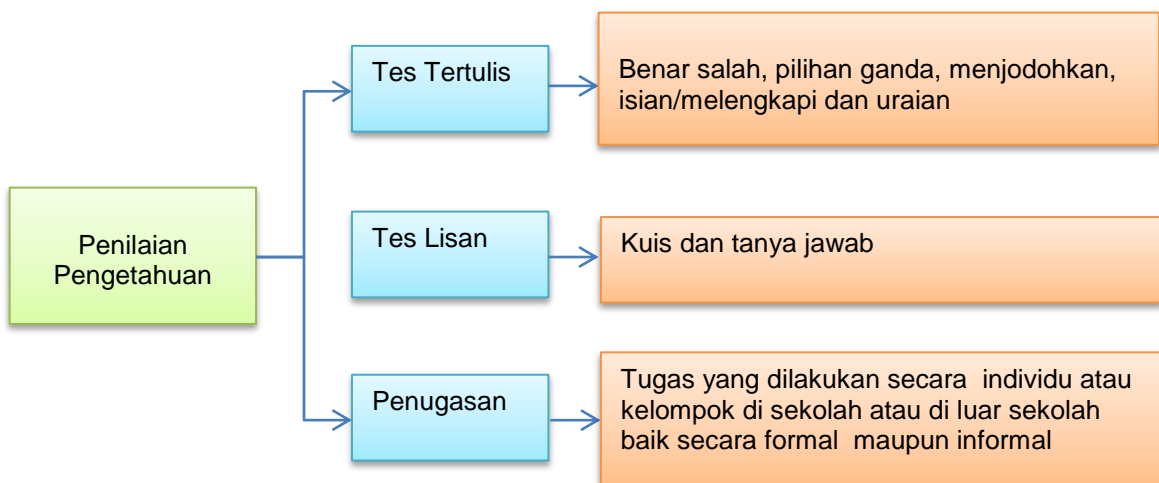 Tes Tertulis
Benar salah, pilihan ganda, menjodohkan,
isian/melengkapi dan uraian
Penilaian
Pengetahuan
Tes Lisan
Kuis dan tanya jawab
Penugasan
Tugas yang dilakukan secara individu atau
kelompok di sekolah atau di luar sekolah
baik secara formal maupun informal